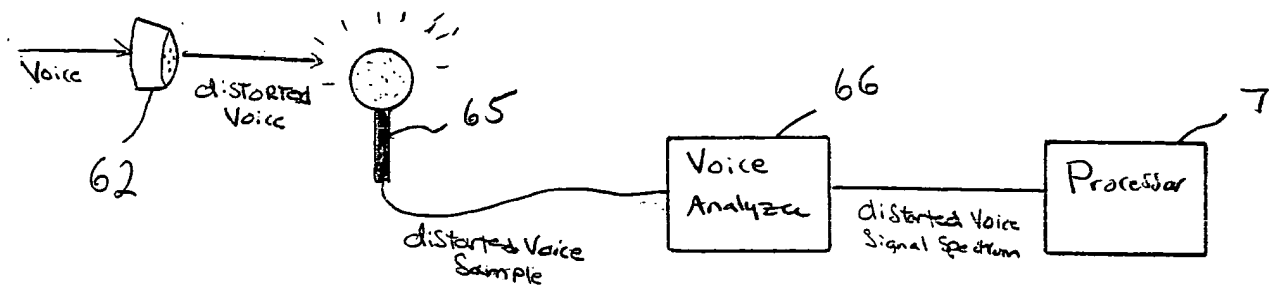 Voice
62
distorted
Voice
65
distorted Voice
Sample
66
Voice
Analyzer
distorted Voice
Signal Spectrum
7
Processor